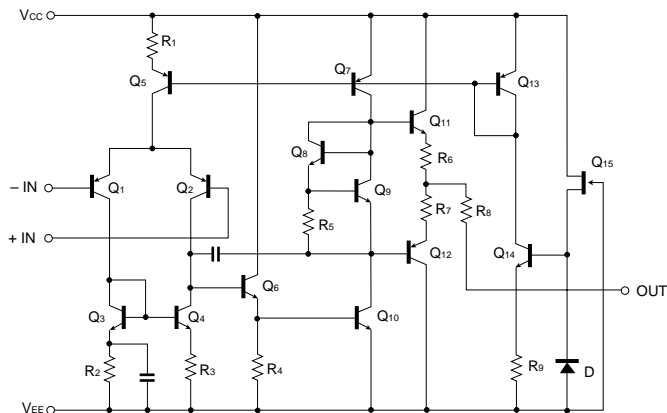 VCC
R1
Q5
Q7
Q13
Q11
Q8
R6
Q15
Q1
Q2
Q9
– IN
R7
R8
R5
+ IN
Q12
Q14
Q6
OUT
Q3
Q4
Q10
R2
R3
R4
R9
D
VEE